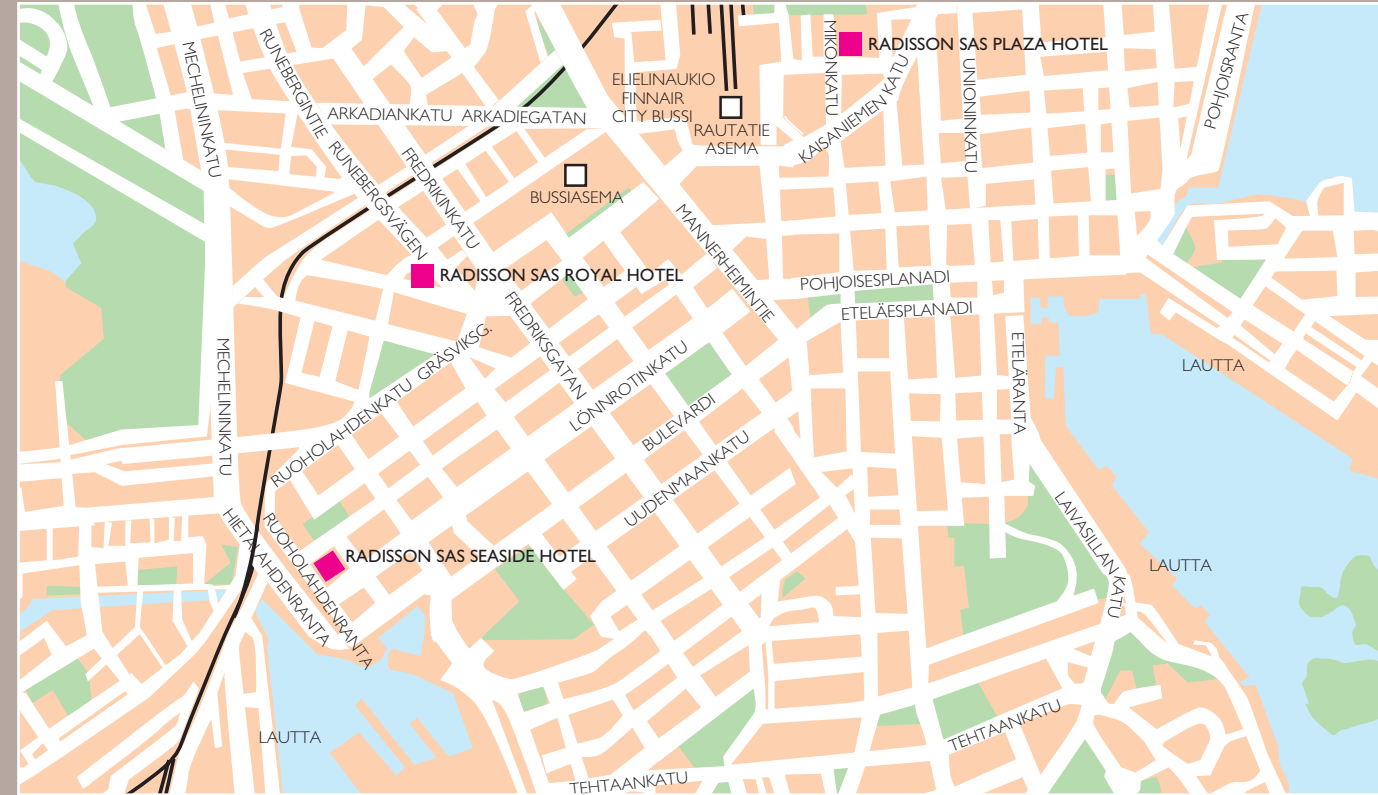 RADISSON SAS PLAZA HOTEL
MIKONKATU
POHJOISRANTA
MECHELININKATU
RUNEBERGINTIE RUNEBERGSVÄGEN
UNIONINKATU
KAISANIEMEN KATU
ELIELINAUKIO
FINNAIR
CITY BUSSI
RAUTATIE
ASEMA
ARKADIANKATU ARKADIEGATAN
FREDRIKINKATU
BUSSIASEMA
MANNERHEIMINTIE
RADISSON SAS ROYAL HOTEL
POHJOISESPLANADI
ETELÄESPLANADI
FREDRIKSGATAN
RUOHOLAHDENKATU GRÄSVIKSG.
MECHELININKATU
LÖNNROTINKATU
BULEVARDI
UUDENMAANKATU
ETELÄRANTA
LAUTTA
LAIVASILLAN KATU
LAUTTA
HIETALAHDENRANTA
RUOHOLAHDENRANTA
RADISSON SAS SEASIDE HOTEL
LAUTTA
TEHTAANKATU
TEHTAANKATU